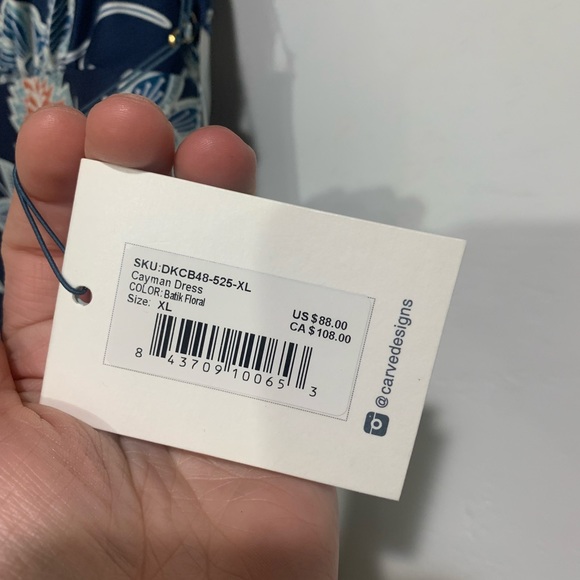 SKU:DKCB48-525-XL
Cayman Dress
COLOR: Batik Floral
Size: XL
US $88.00
CA $108.00
8 43709 10065 3
@carvedesigns